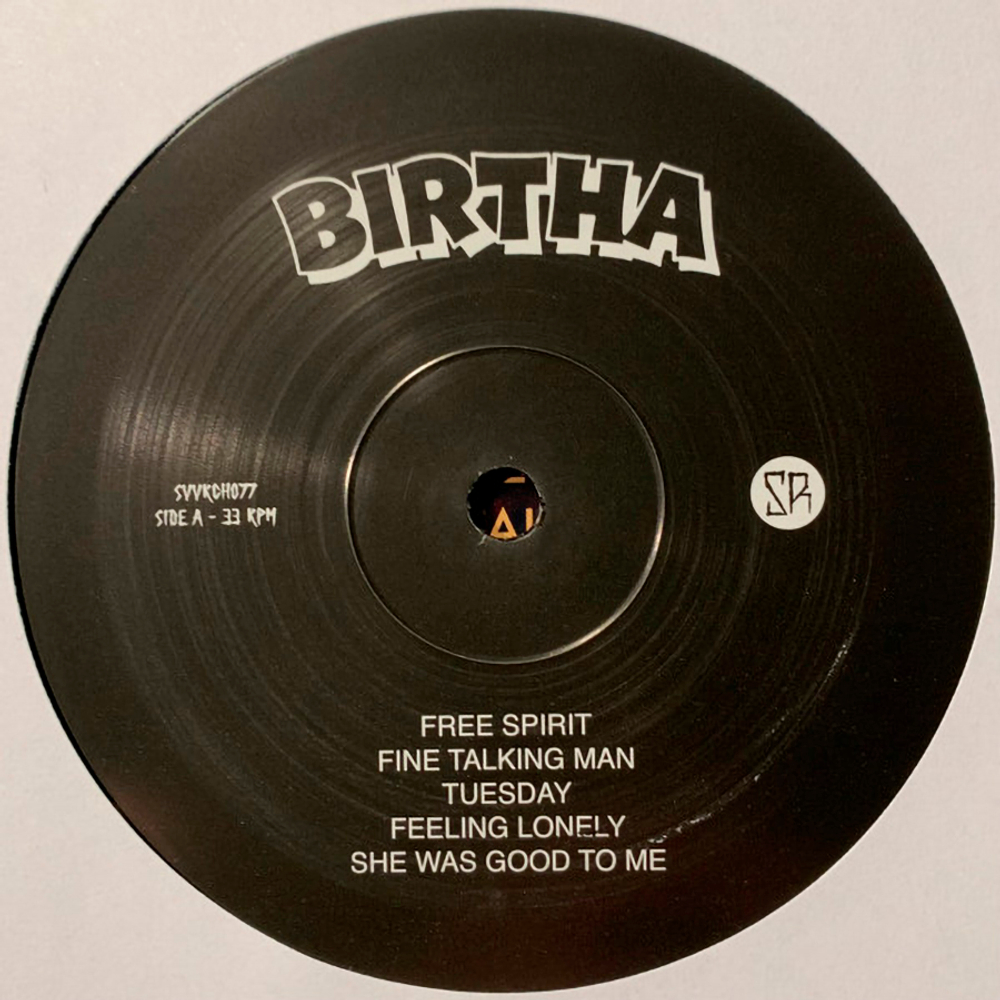 BIRTHA
SVVRCH077
SIDE A - 33 RPM
SR
FREE SPIRIT
FINE TALKING MAN
TUESDAY
FEELING LONELY
SHE WAS GOOD TO ME